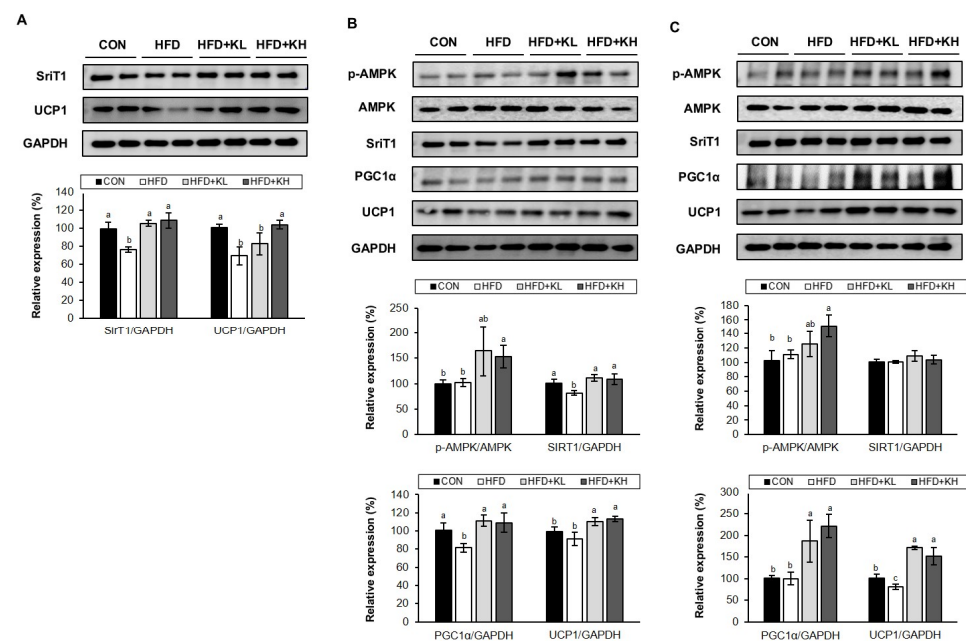 A
CON HFD HFD+KL HFD+KH
SriT1
UCP1
GAPDH
CON HFD HFD+KL HFD+KH
Relative expression (%)
140
120
100
80
60
40
20
0
a b a a
a b b a
SirT1/GAPDH UCP1/GAPDH
B
CON HFD HFD+KL HFD+KH
p-AMPK
AMPK
SriT1
PGC1α
UCP1
GAPDH
CON HFD HFD+KL HFD+KH
Relative expression (%)
250
200
150
100
50
0
b b ab a
a b a a
p-AMPK/AMPK SIRT1/GAPDH
CON HFD HFD+KL HFD+KH
Relative expression (%)
140
120
100
80
60
40
20
0
a b a a
b b a a
PGC1α/GAPDH UCP1/GAPDH
C
CON HFD HFD+KL HFD+KH
p-AMPK
AMPK
SriT1
PGC1α
UCP1
GAPDH
CON HFD HFD+KL HFD+KH
Relative expression (%)
180
160
140
120
100
80
60
40
20
0
b b ab a
p-AMPK/AMPK SIRT1/GAPDH
CON HFD HFD+KL HFD+KH
Relative expression (%)
300
250
200
150
100
50
0
b b a a
b c a a
PGC1α/GAPDH UCP1/GAPDH